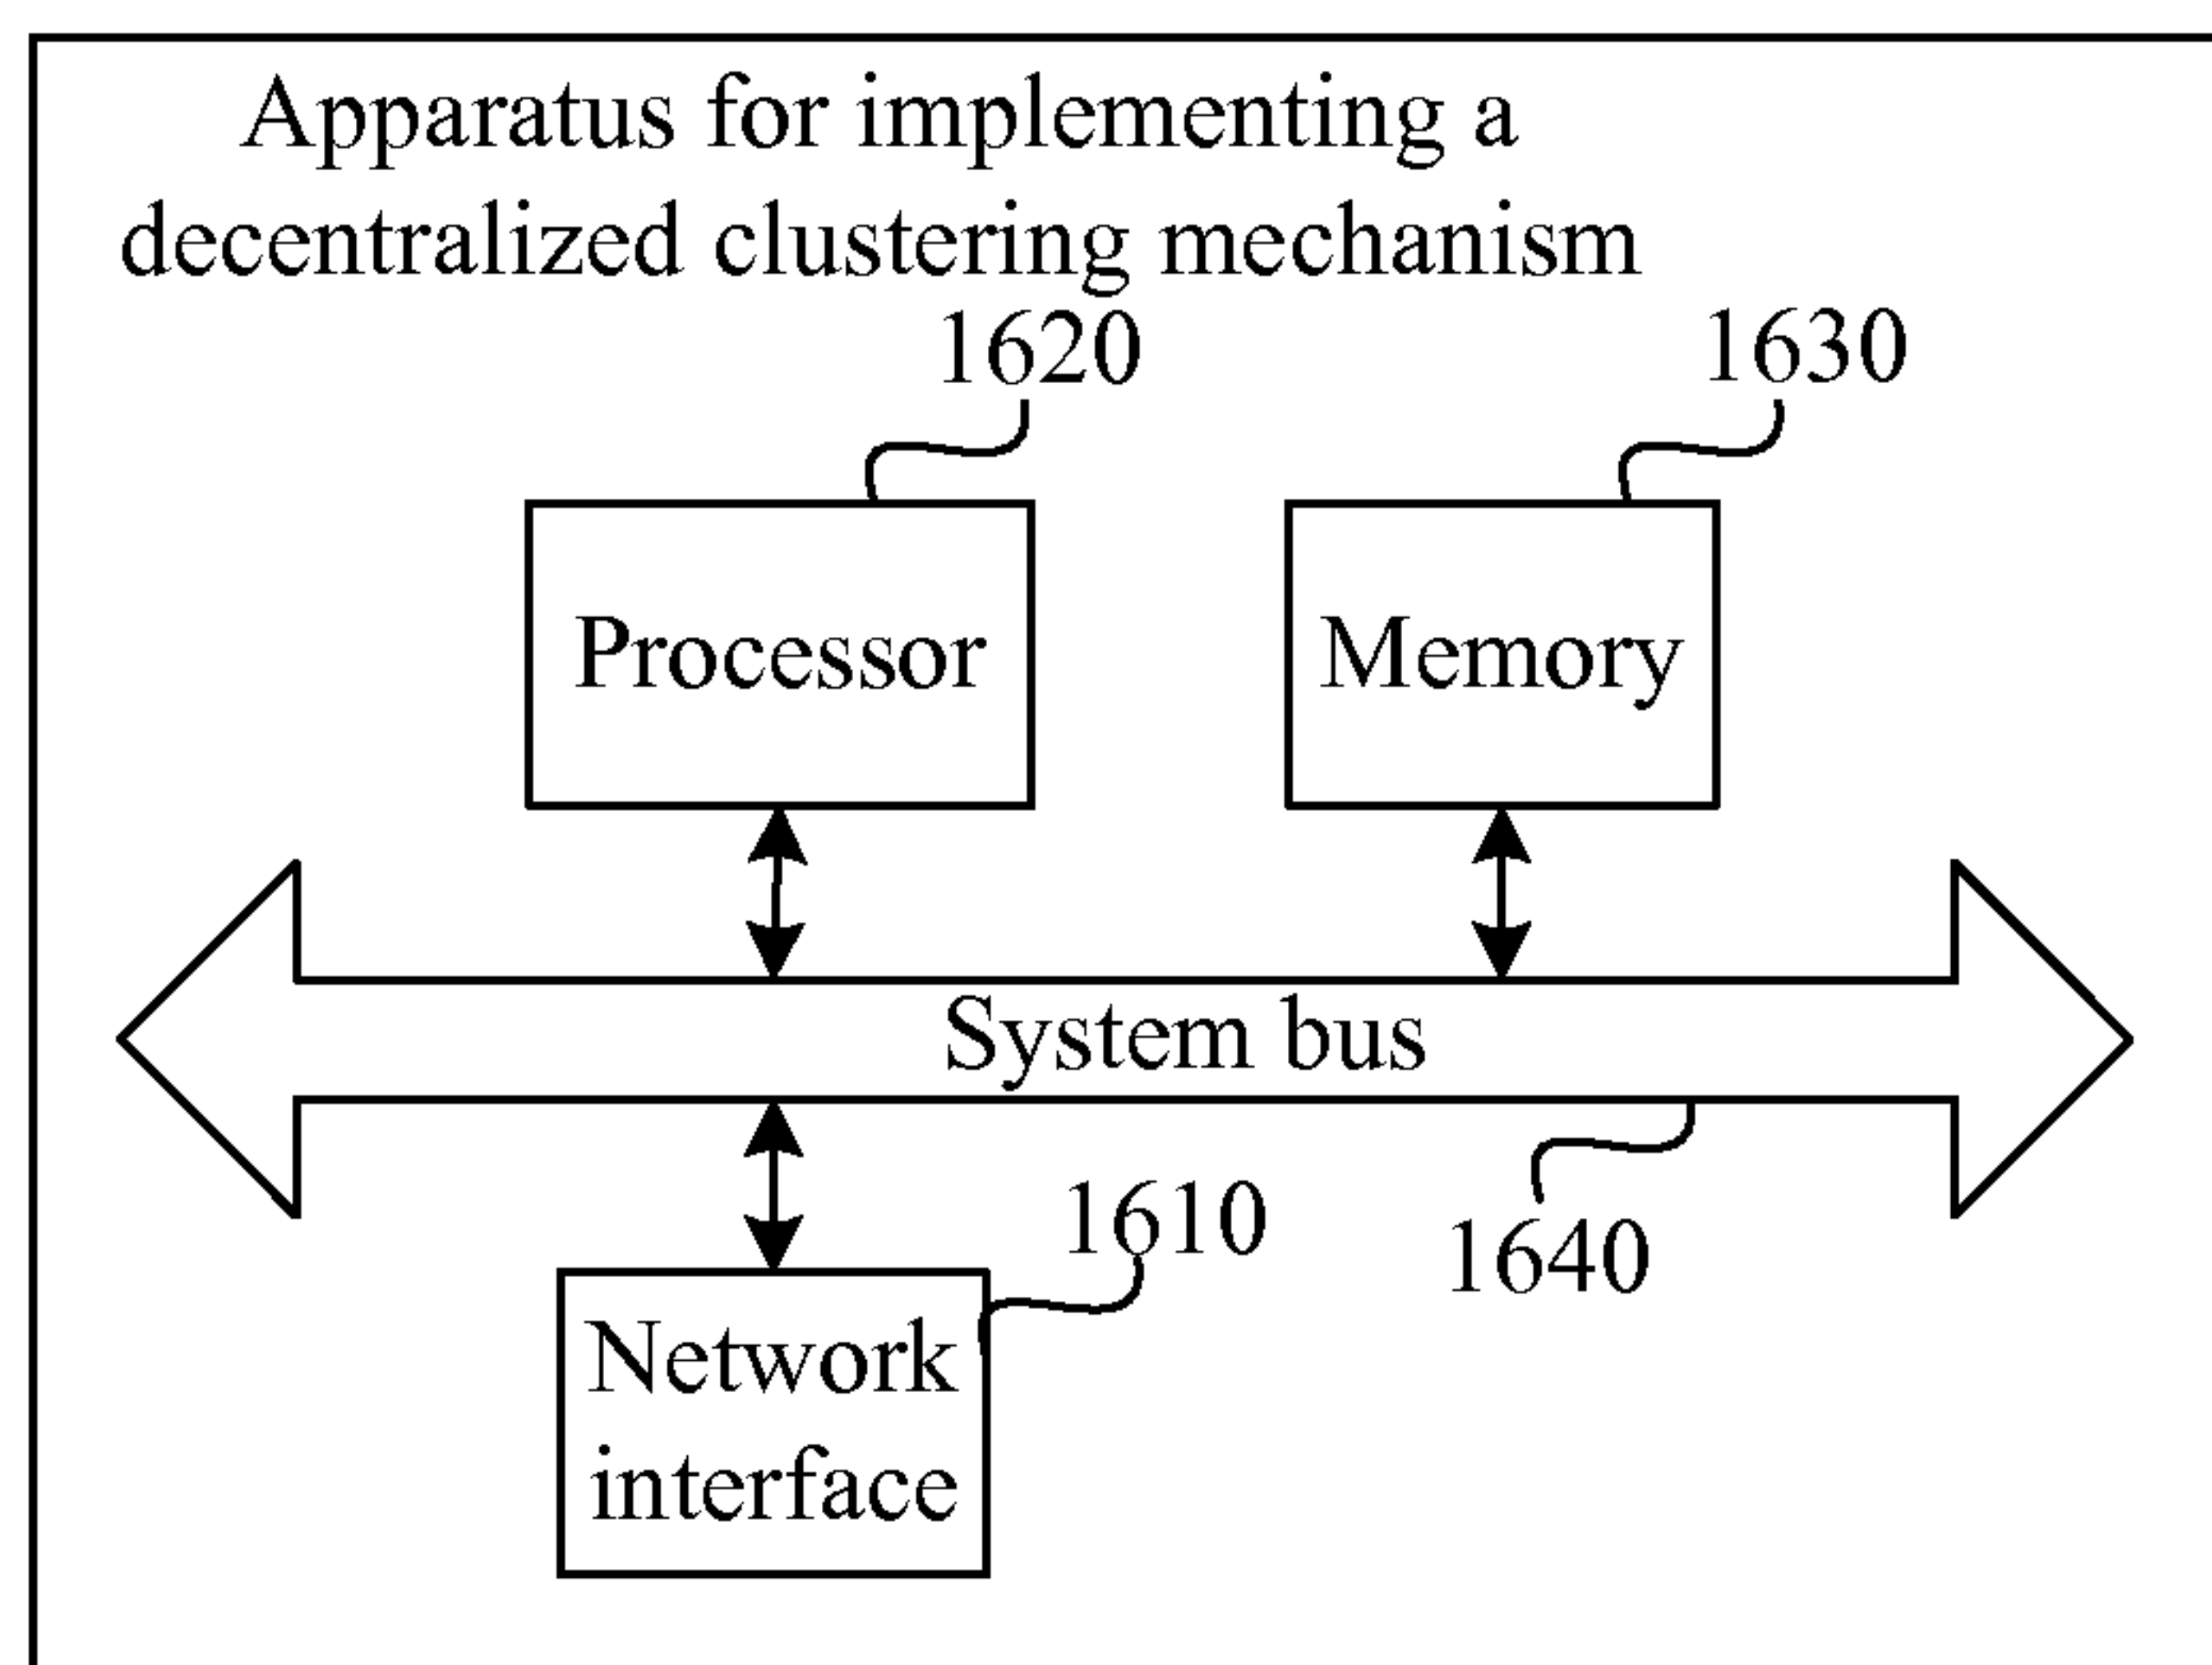 Apparatus for implementing a
decentralized clustering mechanism
1620
1630
Processor
Memory
System bus
1610
1640
Network
interface